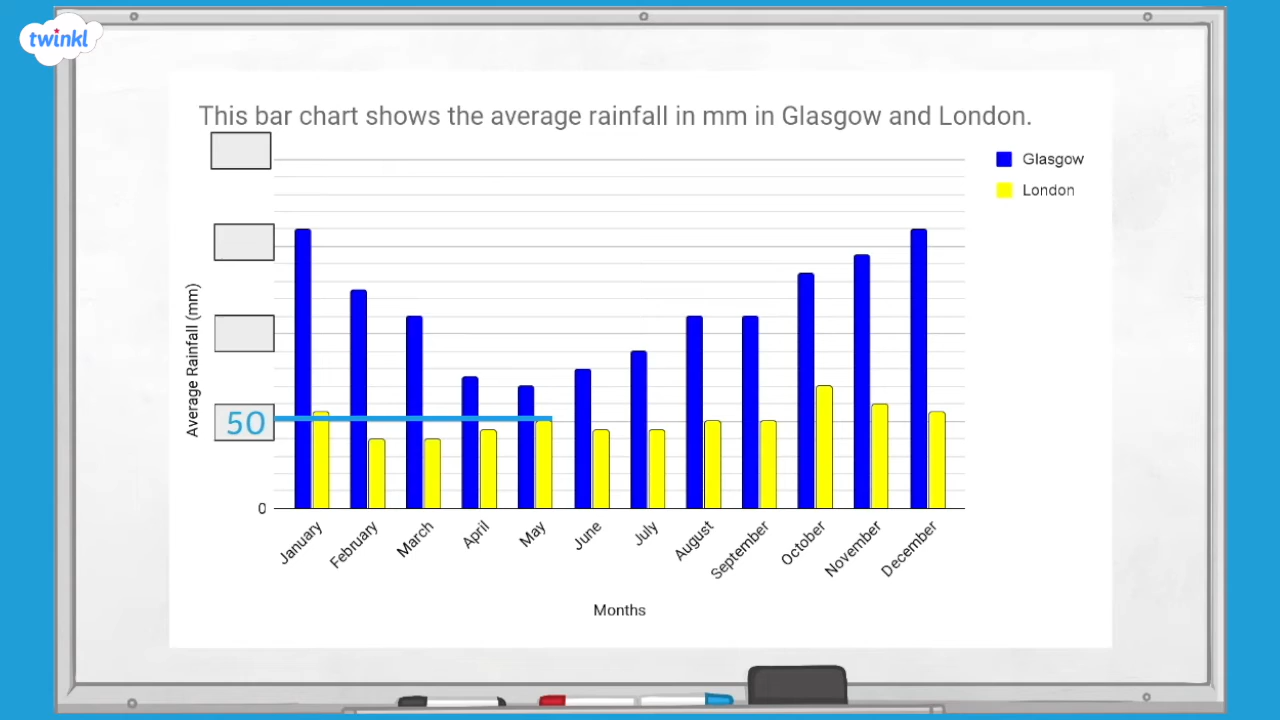 twinkl
This bar chart shows the average rainfall in mm in Glasgow and London.
Glasgow
London
Average Rainfall (mm)
50
0
January
February
March
April
May
June
July
August
September
October
November
December
Months